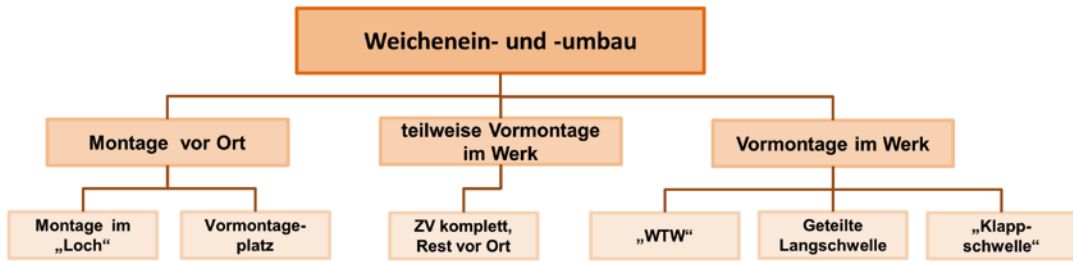 Weichenein- und -umbau
Montage vor Ort
teilweise Vormontage
im Werk
Vormontage im Werk
Montage im
„Loch“
Vormontage-
platz
ZV komplett,
Rest vor Ort
„WTW“
Geteilte
Langschwelle
„Klapp-
schwelle“